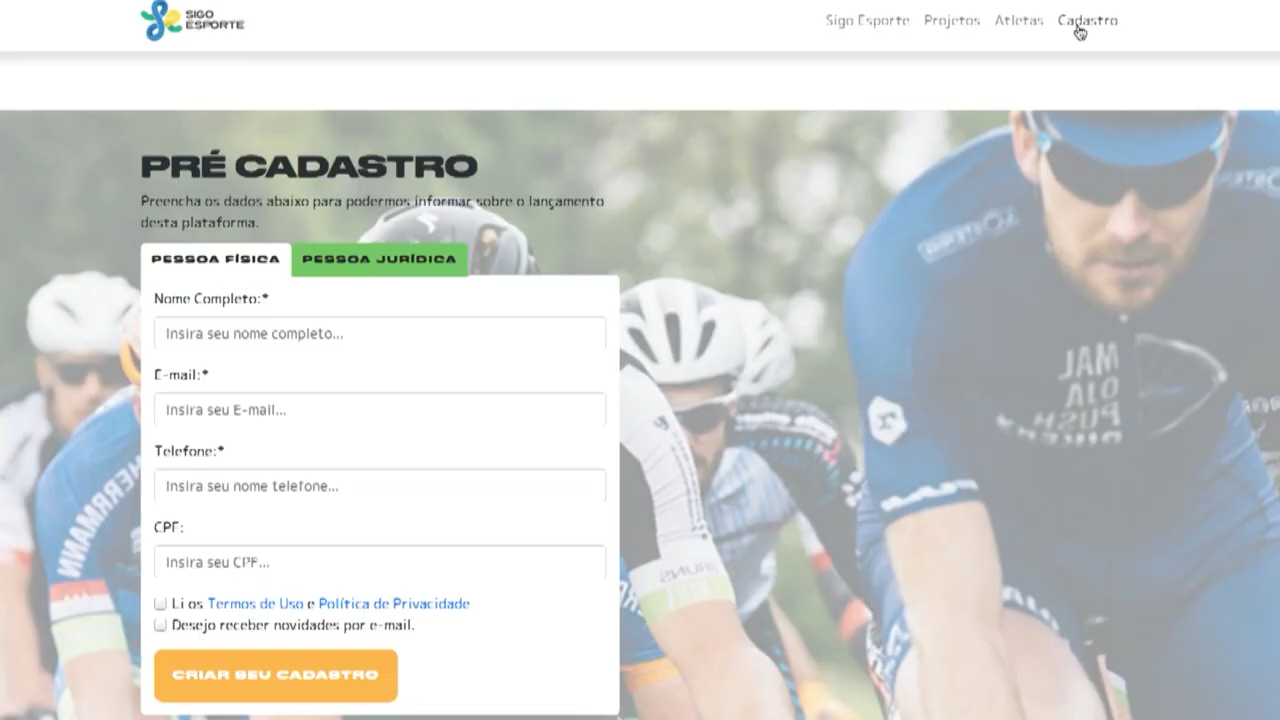 SIGO
ESPORTE
Sigo Esporte Projetos Atletas Cadastro
PRÉ CADASTRO
Preencha os dados abaixo para podermos informar sobre o lançamento
desta plataforma.
PESSOA FÍSICA PESSOA JURÍDICA
Nome Completo:*
Insira seu nome completo...
E-mail:*
Insira seu E-mail...
Telefone:*
Insira seu nome telefone...
CPF:
Insira seu CPF...
Li os Termos de Uso e Política de Privacidade
Desejo receber novidades por e-mail.
CRIAR SEU CADASTRO
HERRMANN